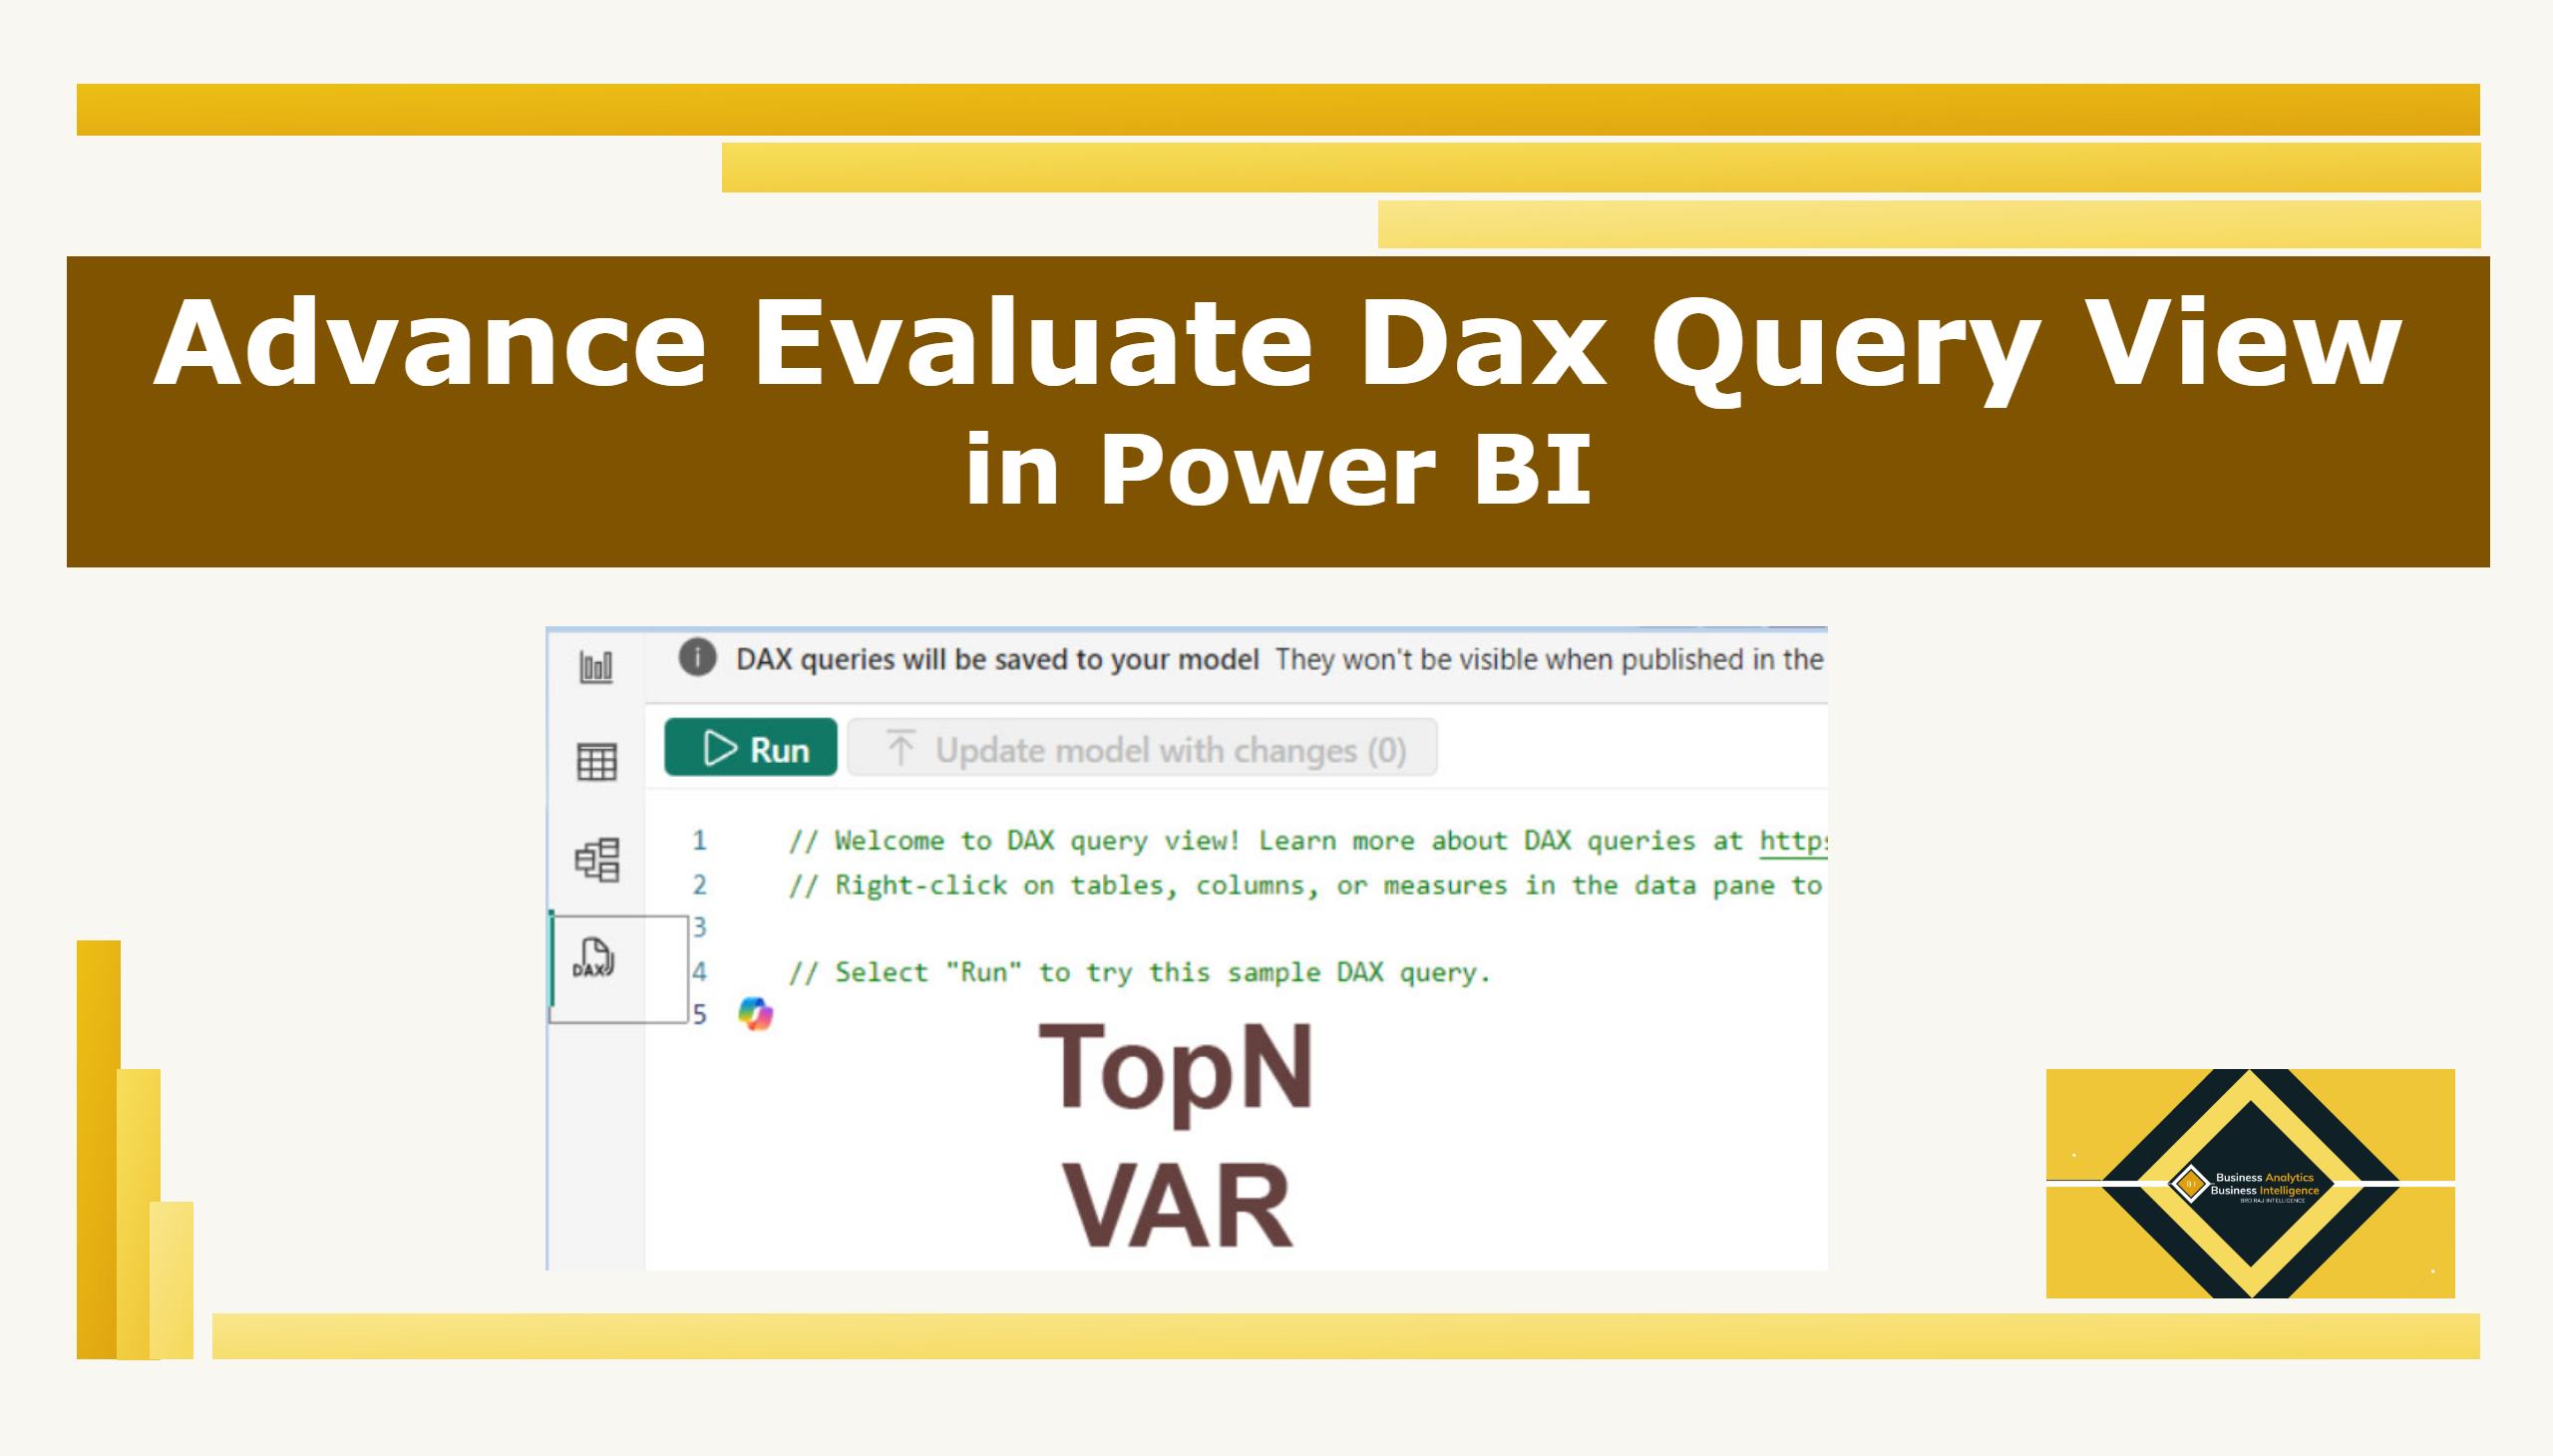 Advance Evaluate Dax Query View
in Power BI
DAX queries will be saved to your model They won't be visible when published in the
Run
Update model with changes (0)
1 // Welcome to DAX query view! Learn more about DAX queries at https
2 // Right-click on tables, columns, or measures in the data pane to
3
DAX
4 // Select "Run" to try this sample DAX query.
5
TopN
VAR
Business Analytics
Business Intelligence
BRO RAJ INTELLIGENCE